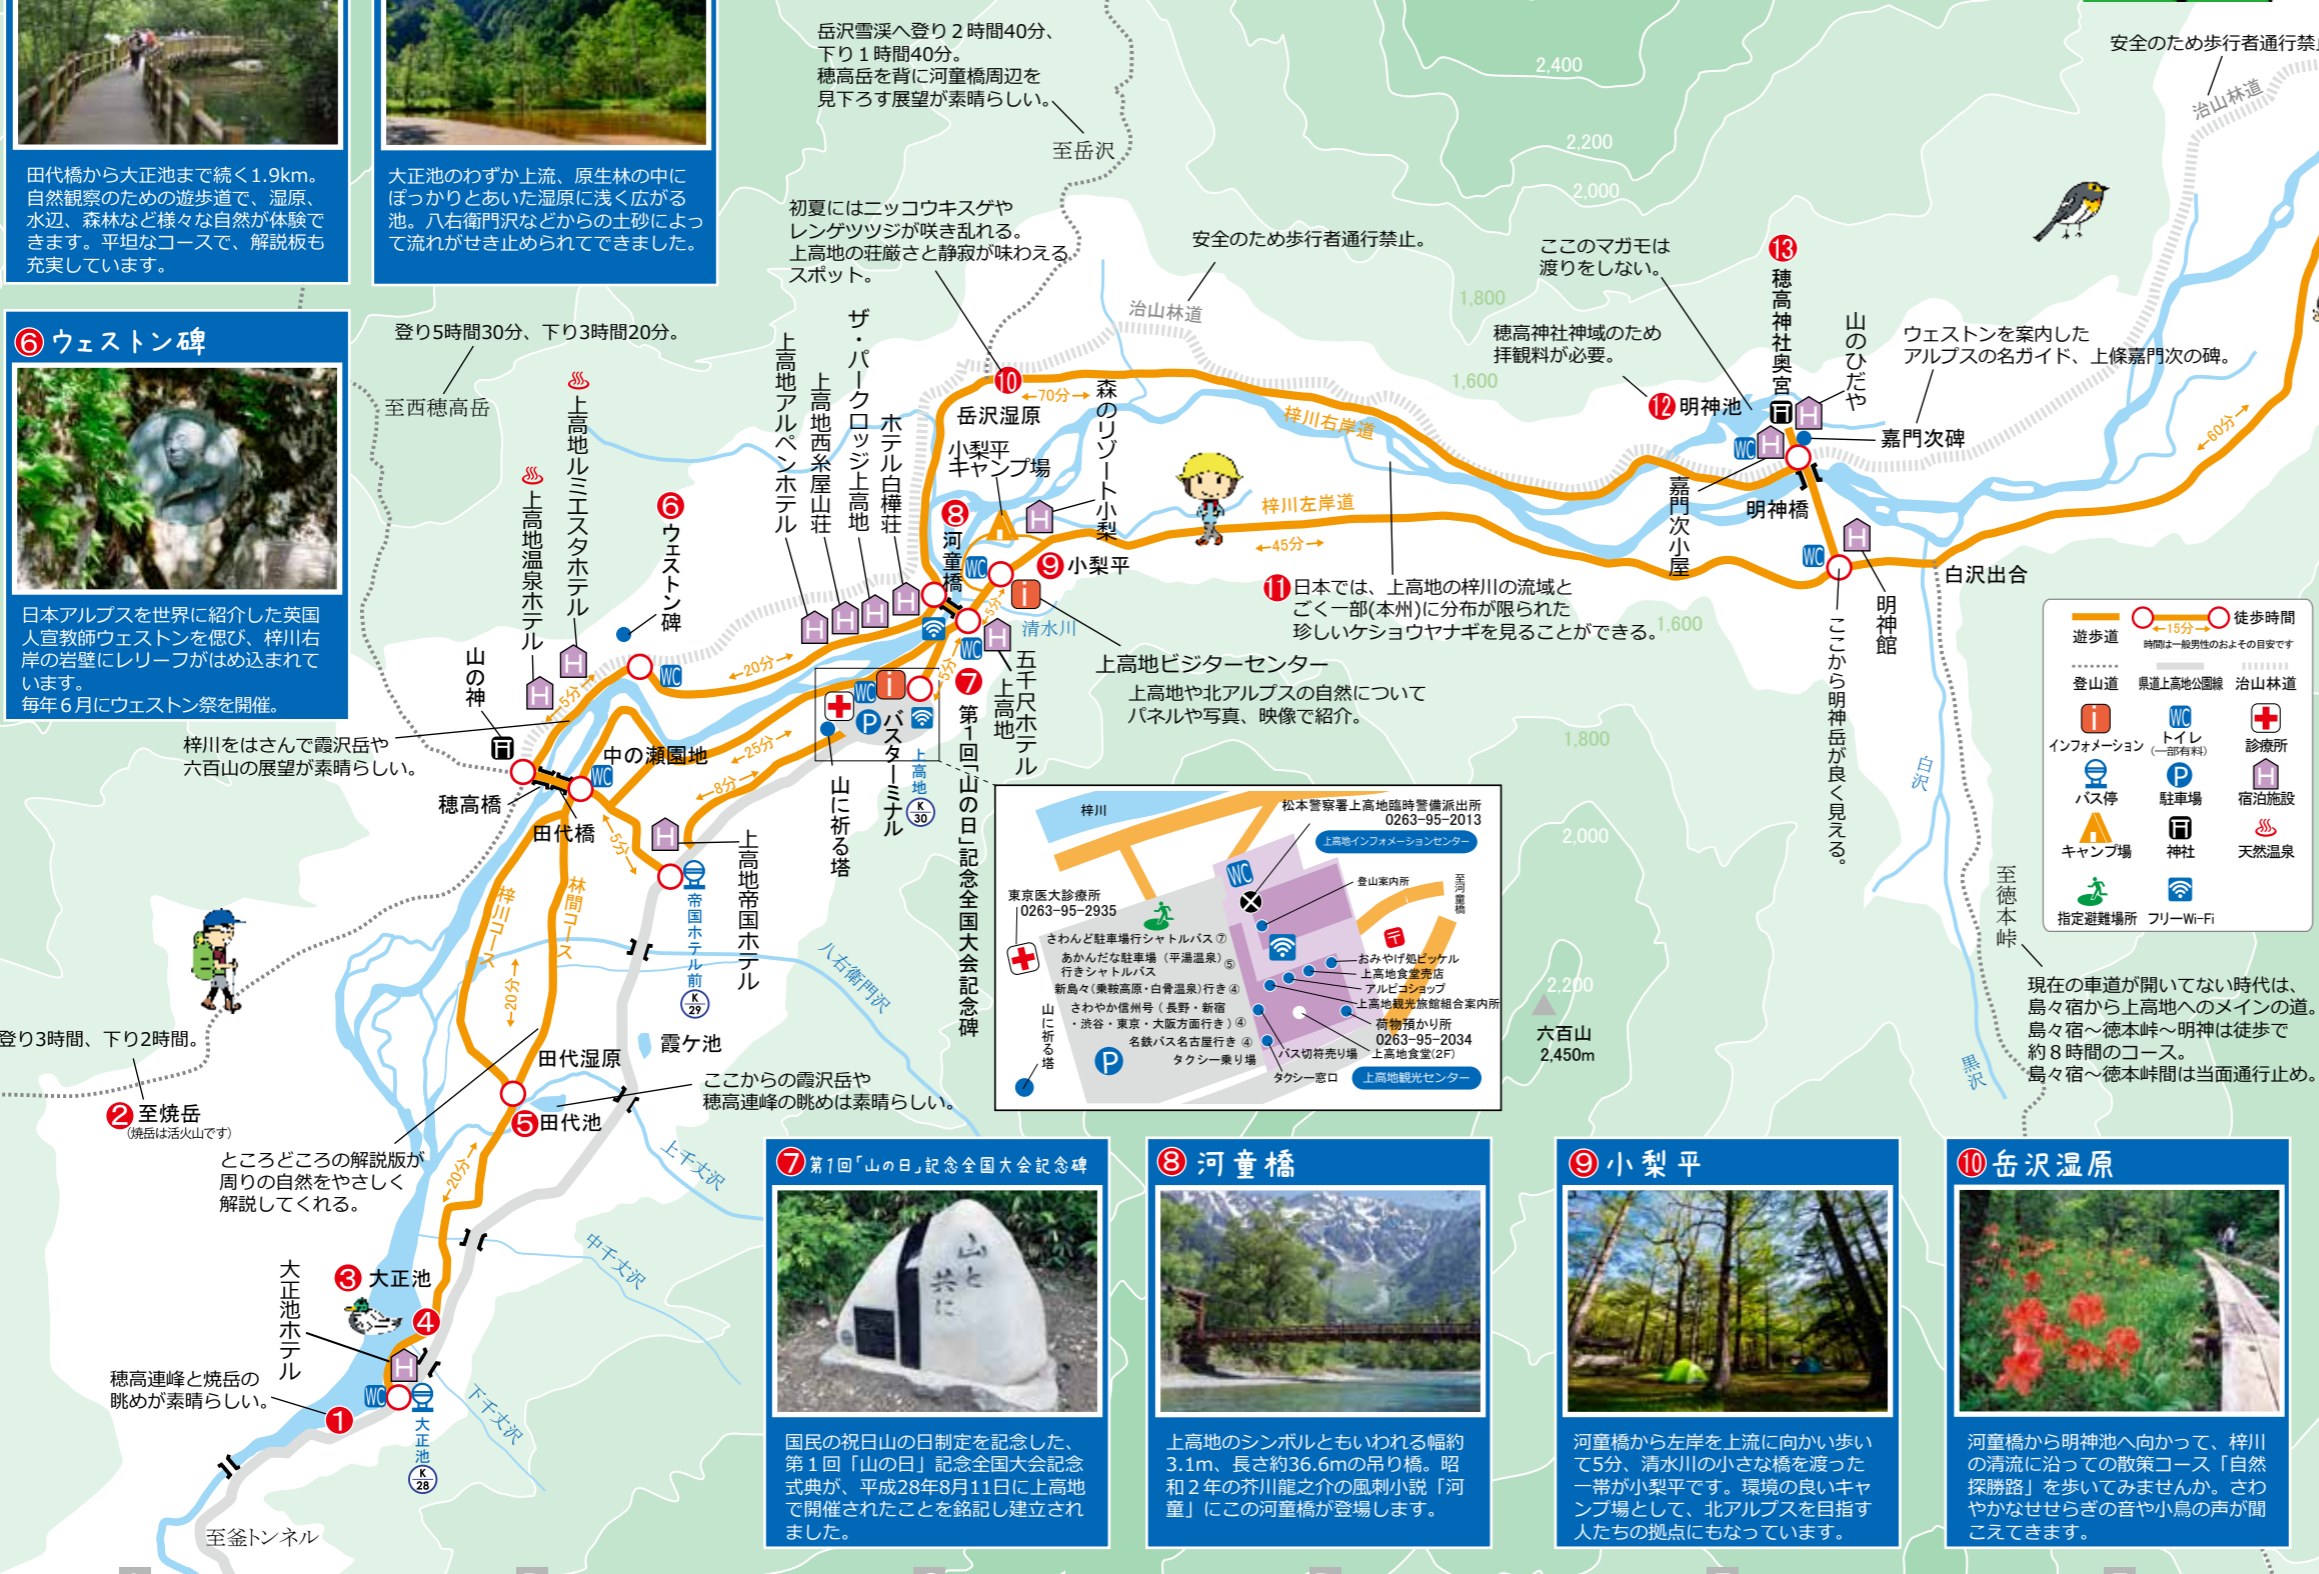 田代橋から大正池まで続く1.9km。
自然観察のための遊歩道で、湿原、
水辺、森林など様々な自然が体験で
きます。平坦なコースで、解説板も
充実しています。
大正池のわずか上流、原生林の中に
ぽっかりとあいた湿原に浅く広がる
池。八右衛門沢などからの土砂によっ
て流れがせき止められてできました。
岳沢雪渓へ登り2時間40分、
下り1時間40分。
穂高岳を背に河童橋周辺を
見下ろす展望が素晴らしい。
至岳沢
2,400
2,200
2,000
安全のため歩行者通行禁止
治山林道
初夏にはニッコウキスゲや
レンゲツツジが咲き乱れる。
上高地の荘厳さと静寂が味わえる
スポット。
安全のため歩行者通行禁止。
治山林道
ここのマガモは
渡りをしない。
1,800
穂高神社神域のため
拝観料が必要。
1,600
⑬
穂高神社奥宮
山のひだや
ウェストンを案内した
アルプスの名ガイド、上條嘉門次の碑。
⑫明神池
嘉門次碑
嘉門次小屋
明神橋
WC
H
H
←60分→
⑥ウェストン碑
日本アルプスを世界に紹介した英国
人宣教師ウェストンを偲び、梓川右
岸の岩壁にレリーフがはめ込まれて
います。
毎年6月にウェストン祭を開催。
登り5時間30分、下り3時間20分。
至西穂高岳
上高地温泉ホテル
上高地ルミエスタホテル
⑥
ウェストン碑
上高地アルペンホテル
上高地西糸屋山荘
ザ・パークロッジ上高地
ホテル白樺荘
⑩
岳沢湿原
←70分→
小梨平
キャンプ場
森のリゾート小梨
⑧
河童橋
WC
⑨小梨平
梓川右岸道
梓川左岸道
←45分→
⑪日本では、上高地の梓川の流域と
ごく一部(本州)に分布が限られた
珍しいケショウヤナギを見ることができる。
1,600
WC
H
明神館
白沢出合
ここから明神岳が良く見える。
清水川
上高地ビジターセンター
上高地や北アルプスの自然について
パネルや写真、映像で紹介。
五千尺ホテル
上高地
⑦
第1回「山の日」記念全国大会記念碑
←5分→
←5分→
←20分→
←5分→
←25分→
←8分→
←5分→
山の神
梓川をはさんで霞沢岳や
六百山の展望が素晴らしい。
穂高橋
田代橋
中の瀬園地
WC
P
バスターミナル
上高地
K
30
山に祈る塔
H
上高地帝国ホテル
帝国ホテル前
K
29
梓川コース
林間コース
←20分→
八右衛門沢
霞ケ池
田代湿原
⑤田代池
ここからの霞沢岳や
穂高連峰の眺めは素晴らしい。
登り3時間、下り2時間。
②至焼岳
(焼岳は活火山です)
ところどころの解説版が
周りの自然をやさしく
解説してくれる。
←20分→
上千丈沢
中千丈沢
下千丈沢
③大正池
④
大正池ホテル
穂高連峰と焼岳の
眺めが素晴らしい。
①
WC
H
大正池
K
28
至釜トンネル
梓川
松本警察署上高地臨時警備派出所
0263-95-2013
上高地インフォメーションセンター
WC
登山案内所
至河童橋
東京医大診療所
0263-95-2935
さわんど駐車場行シャトルバス⑦
あかんだな駐車場(平湯温泉)
行きシャトルバス⑤
新島々(乗鞍高原・白骨温泉)行き④
さわやか信州号(長野・新宿
・渋谷・東京・大阪方面行き)④
名鉄バス名古屋行き④
タクシー乗り場
おみやげ処ピッケル
上高地食堂売店
アルピコショップ
上高地観光旅館組合案内所
荷物預かり所
0263-95-2034
上高地食堂(2F)
バス切符売り場
タクシー窓口
上高地観光センター
山に祈る塔
P
1,800
2,000
2,200
六百山
2,450m
白沢
黒沢
至徳本峠
現在の車道が開いてない時代は、
島々宿から上高地へのメインの道。
島々宿～徳本峠～明神は徒歩で
約8時間のコース。
島々宿～徳本峠間は当面通行止め。
遊歩道
←15分→
徒歩時間
時間は一般男性のおよその目安です
登山道
県道上高地公園線
治山林道
i
インフォメーション
WC
トイレ
(一部有料)
診療所
バス停
P
駐車場
H
宿泊施設
キャンプ場
神社
天然温泉
指定避難場所
フリーWi-Fi
⑦第1回「山の日」記念全国大会記念碑
山と
共に
国民の祝日山の日制定を記念した、
第1回「山の日」記念全国大会記念
式典が、平成28年8月11日に上高地
で開催されたことを銘記し建立され
ました。
⑧河童橋
上高地のシンボルともいわれる幅約
3.1m、長さ約36.6mの吊り橋。昭
和2年の芥川龍之介の風刺小説「河
童」にこの河童橋が登場します。
⑨小梨平
河童橋から左岸を上流に向かい歩い
て5分、清水川の小さな橋を渡った
一帯が小梨平です。環境の良いキャ
ンプ場として、北アルプスを目指す
人たちの拠点にもなっています。
⑩岳沢湿原
河童橋から明神池へ向かって、梓川
の清流に沿っての散策コース「自然
探勝路」を歩いてみませんか。さわ
やかなせせらぎの音や小鳥の声が聞
こえてきます。